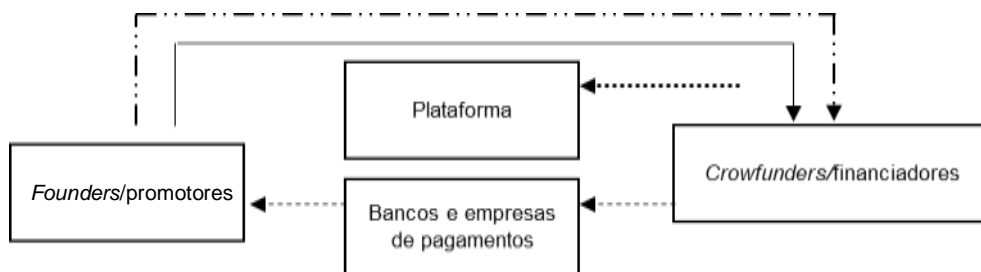 Plataforma
Founders/promotores
Crowfunders/financiadores
Bancos e empresas
de pagamentos